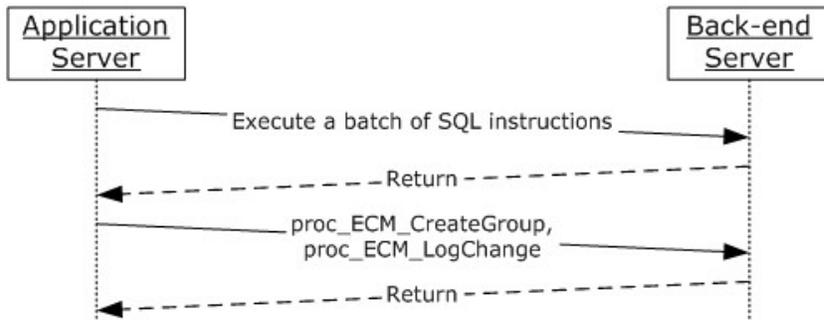 Application
Server
Back-end
Server
Execute a batch of SQL instructions
Return
proc_ECM_CreateGroup,
proc_ECM_LogChange
Return